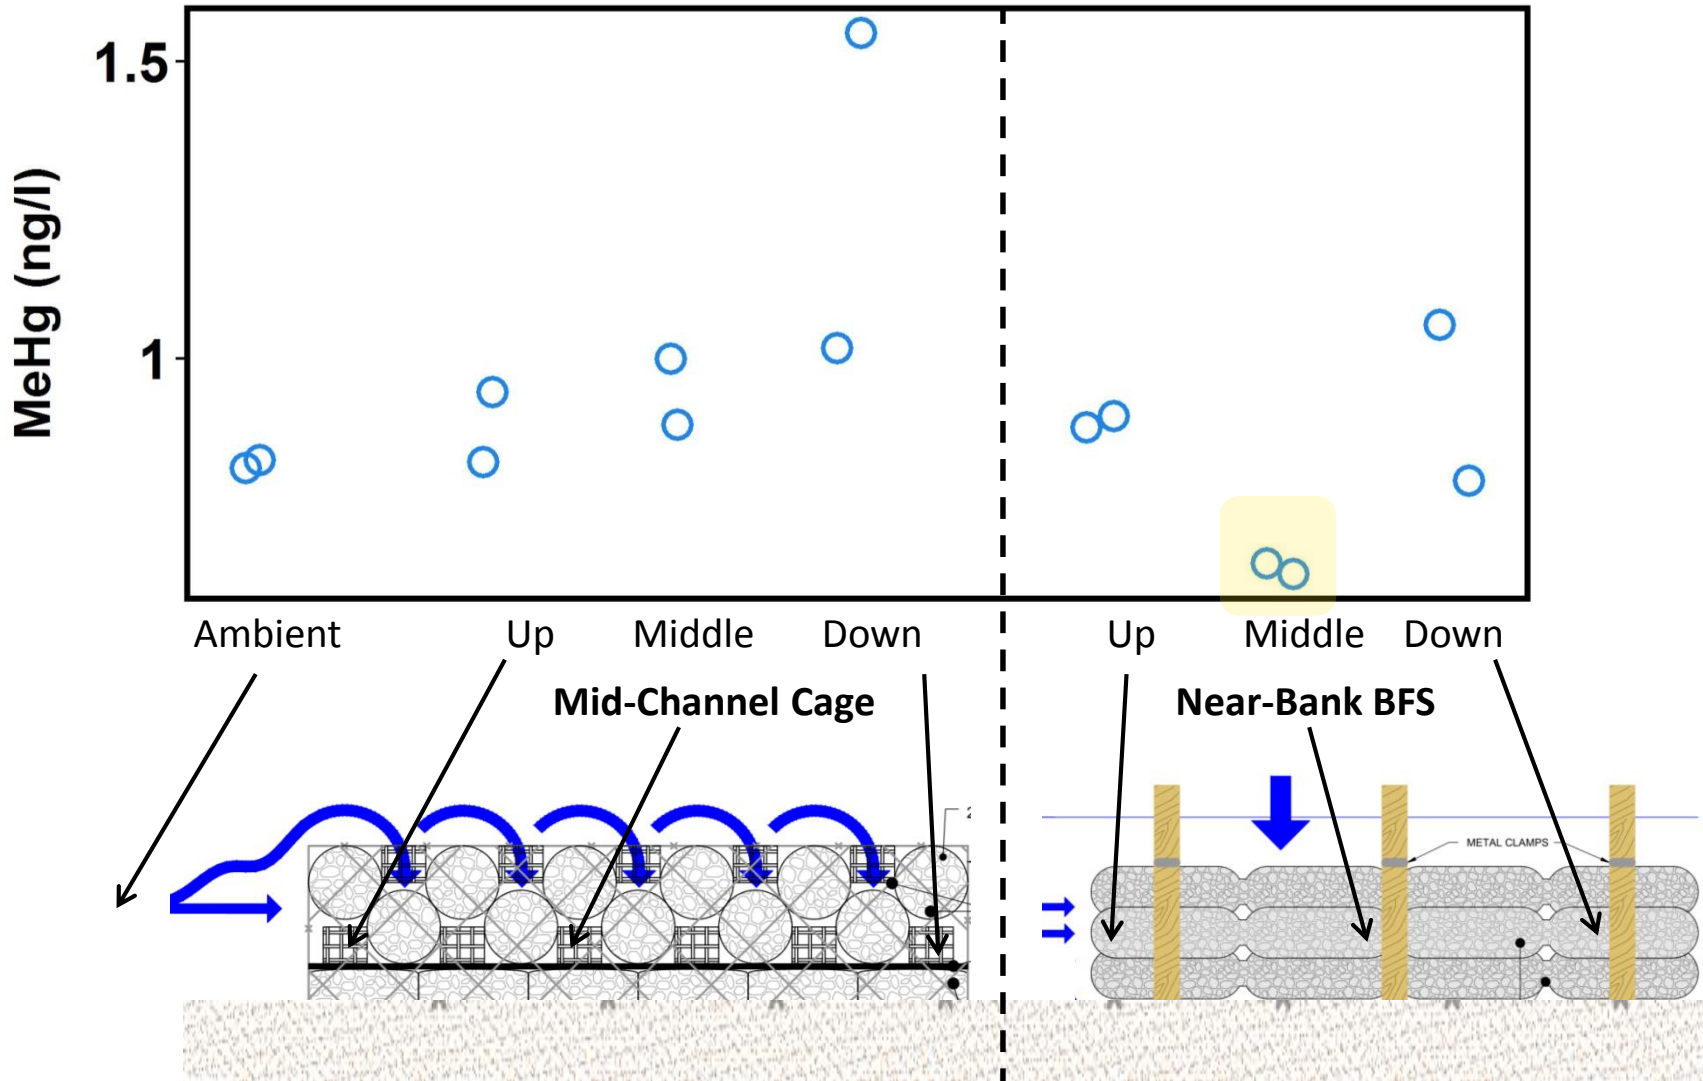 1.5
1
MeHg (ng/l)
Ambient Up Middle Down Up Middle Down
Mid-Channel Cage Near-Bank BFS
METAL CLAMPS